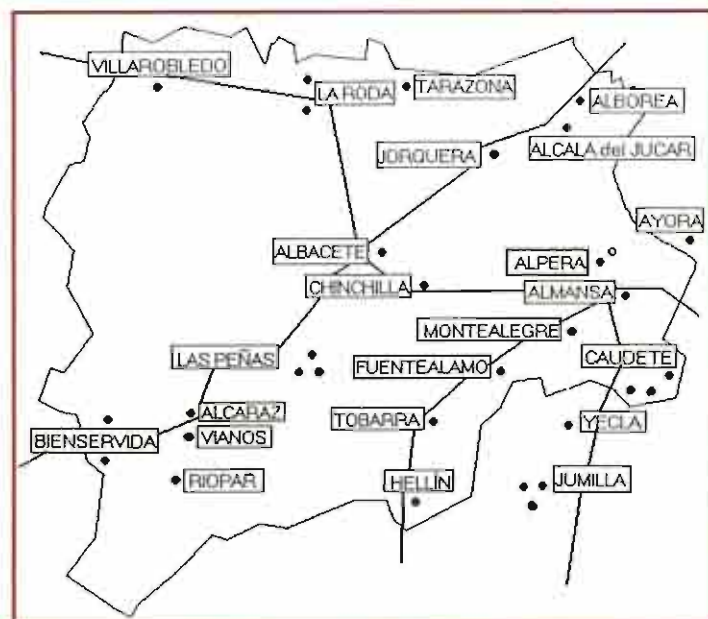 VILLAROBLEDO
LA RODA
TARAZONA
ALBOREA
JORQUERA
ALCALA del JUCAR
AYORA
ALBACETE
ALPERA
CHINCHILLA
ALMANSA
MONTEALEGRE
LAS PEÑAS
FUENTEALAMO
CAUDETE
ALCARAZ
TOBARRA
YECLA
BIENSERVIDA
VIANOS
RIOPAR
HELLÍN
JUMILLA